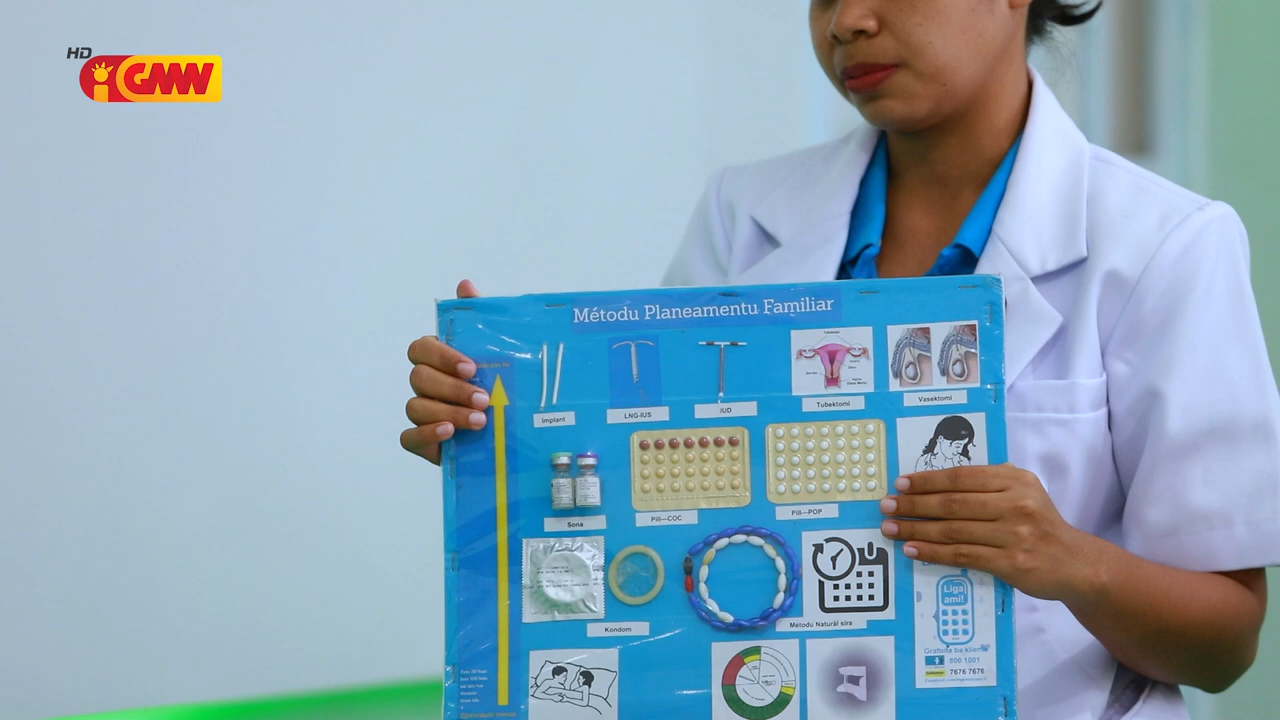 HD
GMN
Métodu Planeamentu Familiar
Implant
LNG-IUS
IUD
Tubektomi
Vasektomi
Sona
Pill—COC
Pill—POP
Kondom
Métodu Naturál sira
Liga
ami!
Gratuita ba kliente
800 1001
7676 7676